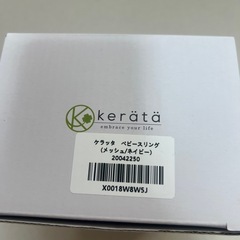 kerätä
embrace your life
ケラッタ　ベビースリング
(メッシュ/ネイビー)
20042250
X0018W8W5J